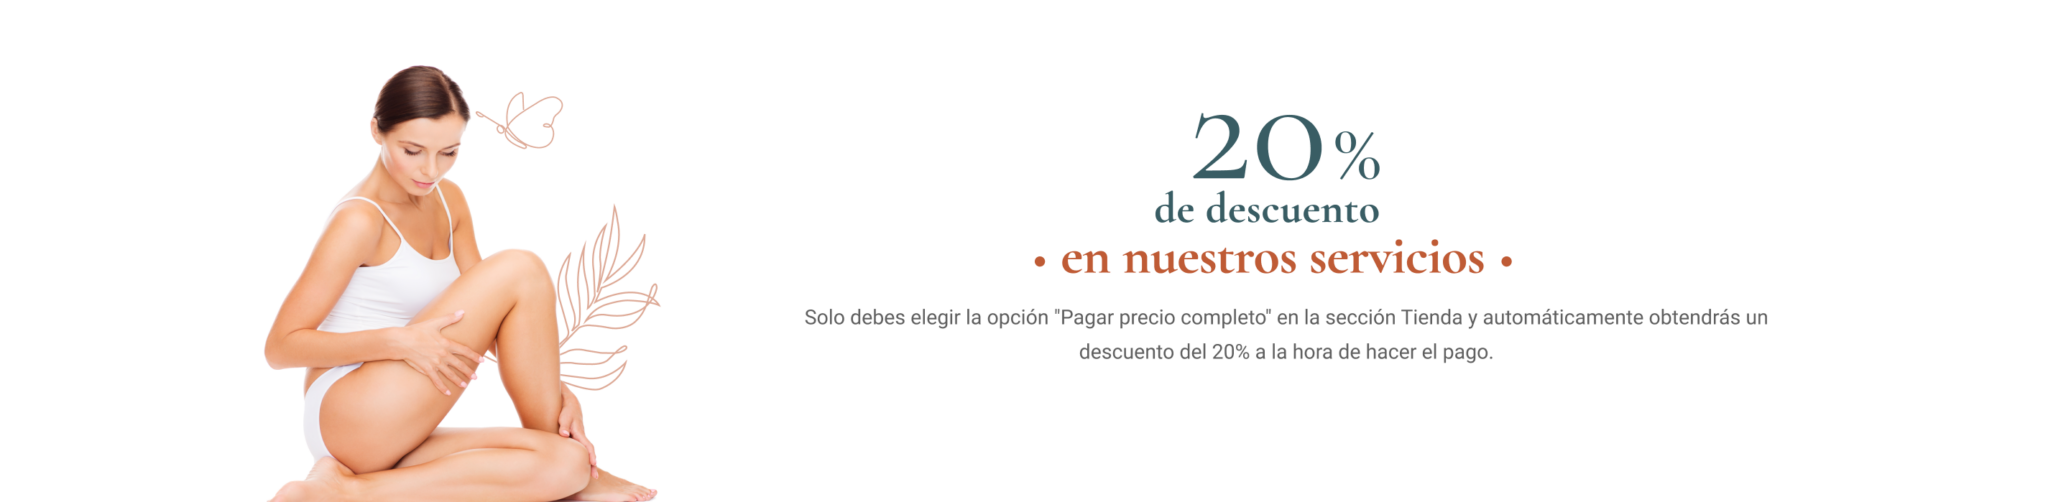 20%
de descuento
• en nuestros servicios •
Solo debes elegir la opción "Pagar precio completo" en la sección Tienda y automáticamente obtendrás un
descuento del 20% a la hora de hacer el pago.